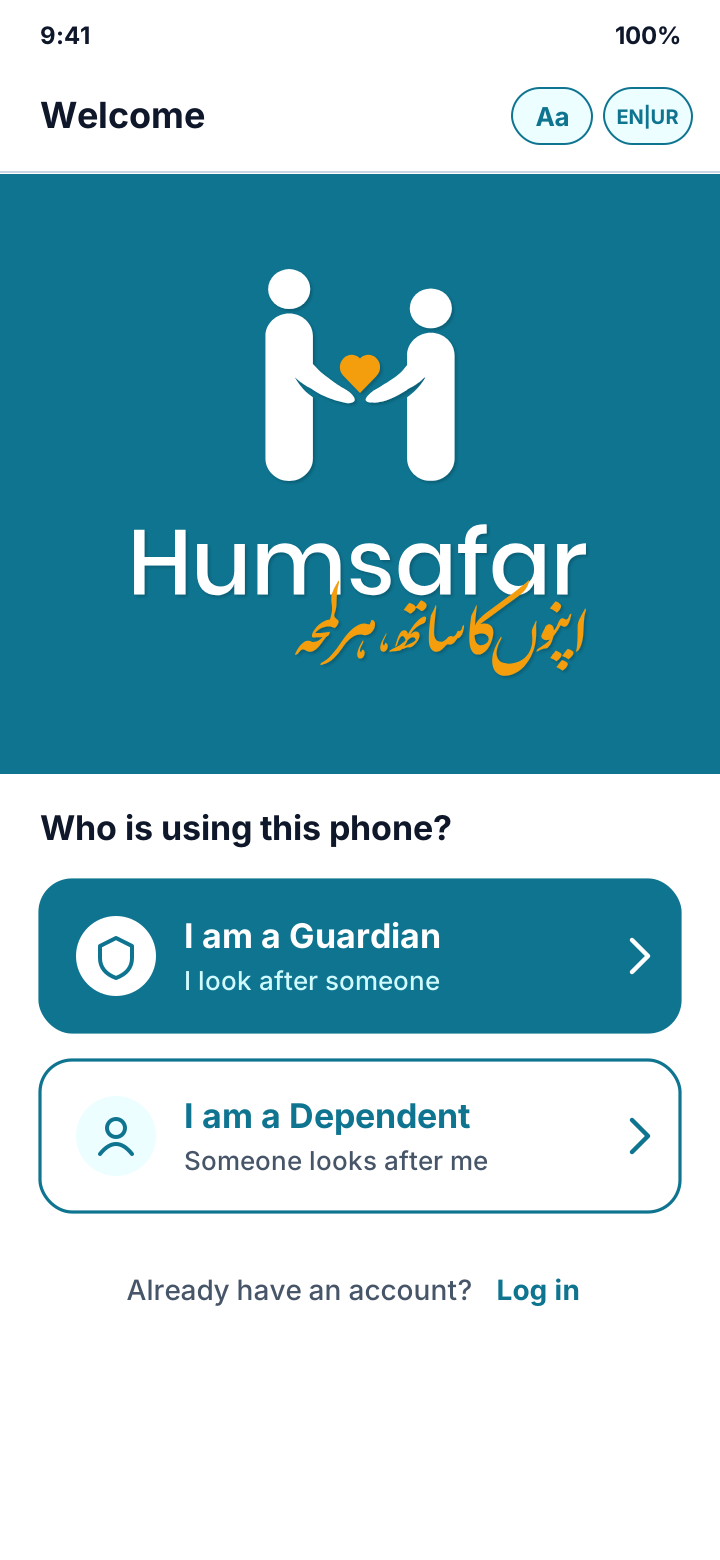 9:41 100%
Welcome Aa EN|UR
Humsafar
اپنوں کا ساتھ، ہر لمحہ
Who is using this phone?
I am a Guardian
I look after someone
I am a Dependent
Someone looks after me
Already have an account? Log in